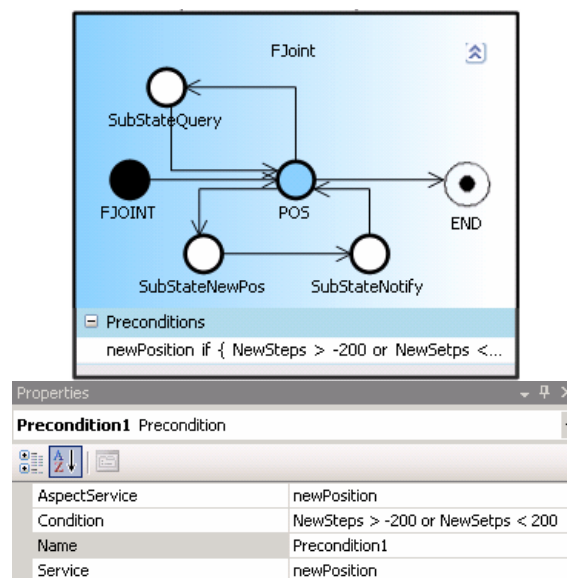 FJoint
SubStateQuery
FJOINT
POS
END
SubStateNewPos
SubStateNotify
Preconditions
newPosition if { NewSteps > -200 or NewSetps <...
Properties
Precondition1 Precondition
AspectService newPosition
Condition NewSteps > -200 or NewSetps < 200
Name Precondition1
Service newPosition